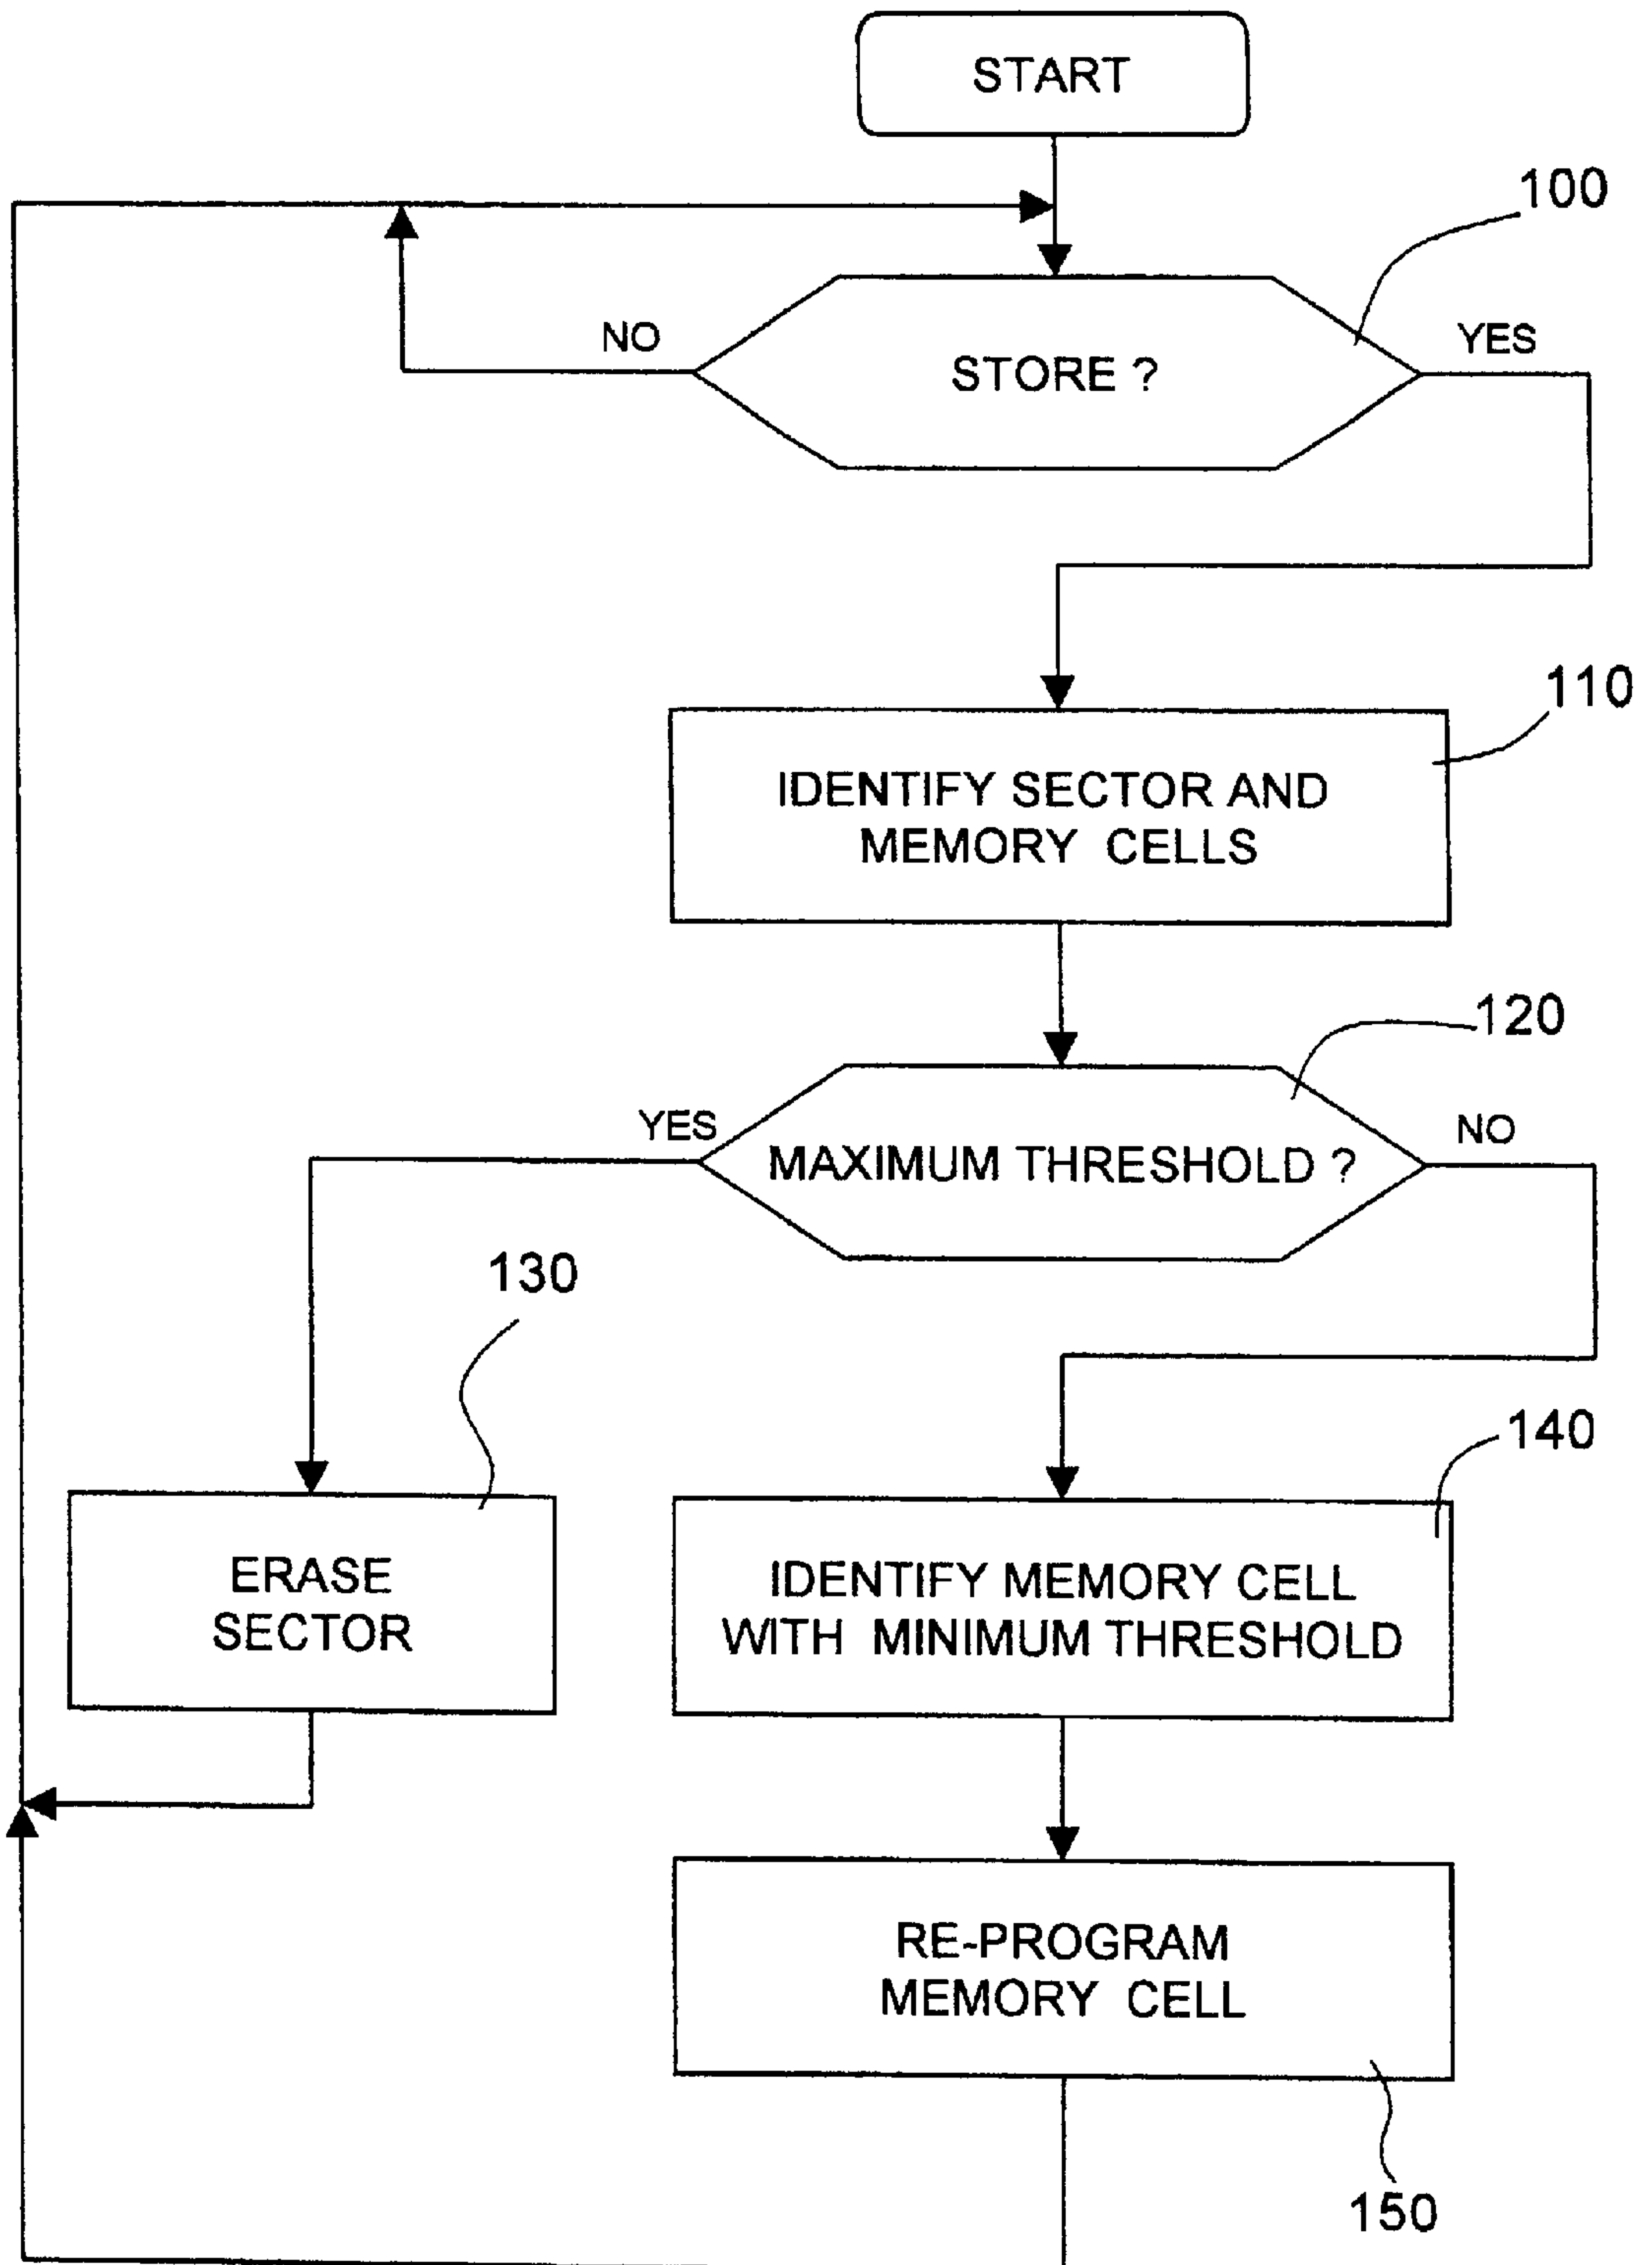 START
100
NO
YES
STORE ?
110
IDENTIFY SECTOR AND
MEMORY CELLS
120
YES
NO
MAXIMUM THRESHOLD ?
130
140
ERASE
SECTOR
IDENTIFY MEMORY CELL
WITH MINIMUM THRESHOLD
RE-PROGRAM
MEMORY CELL
150